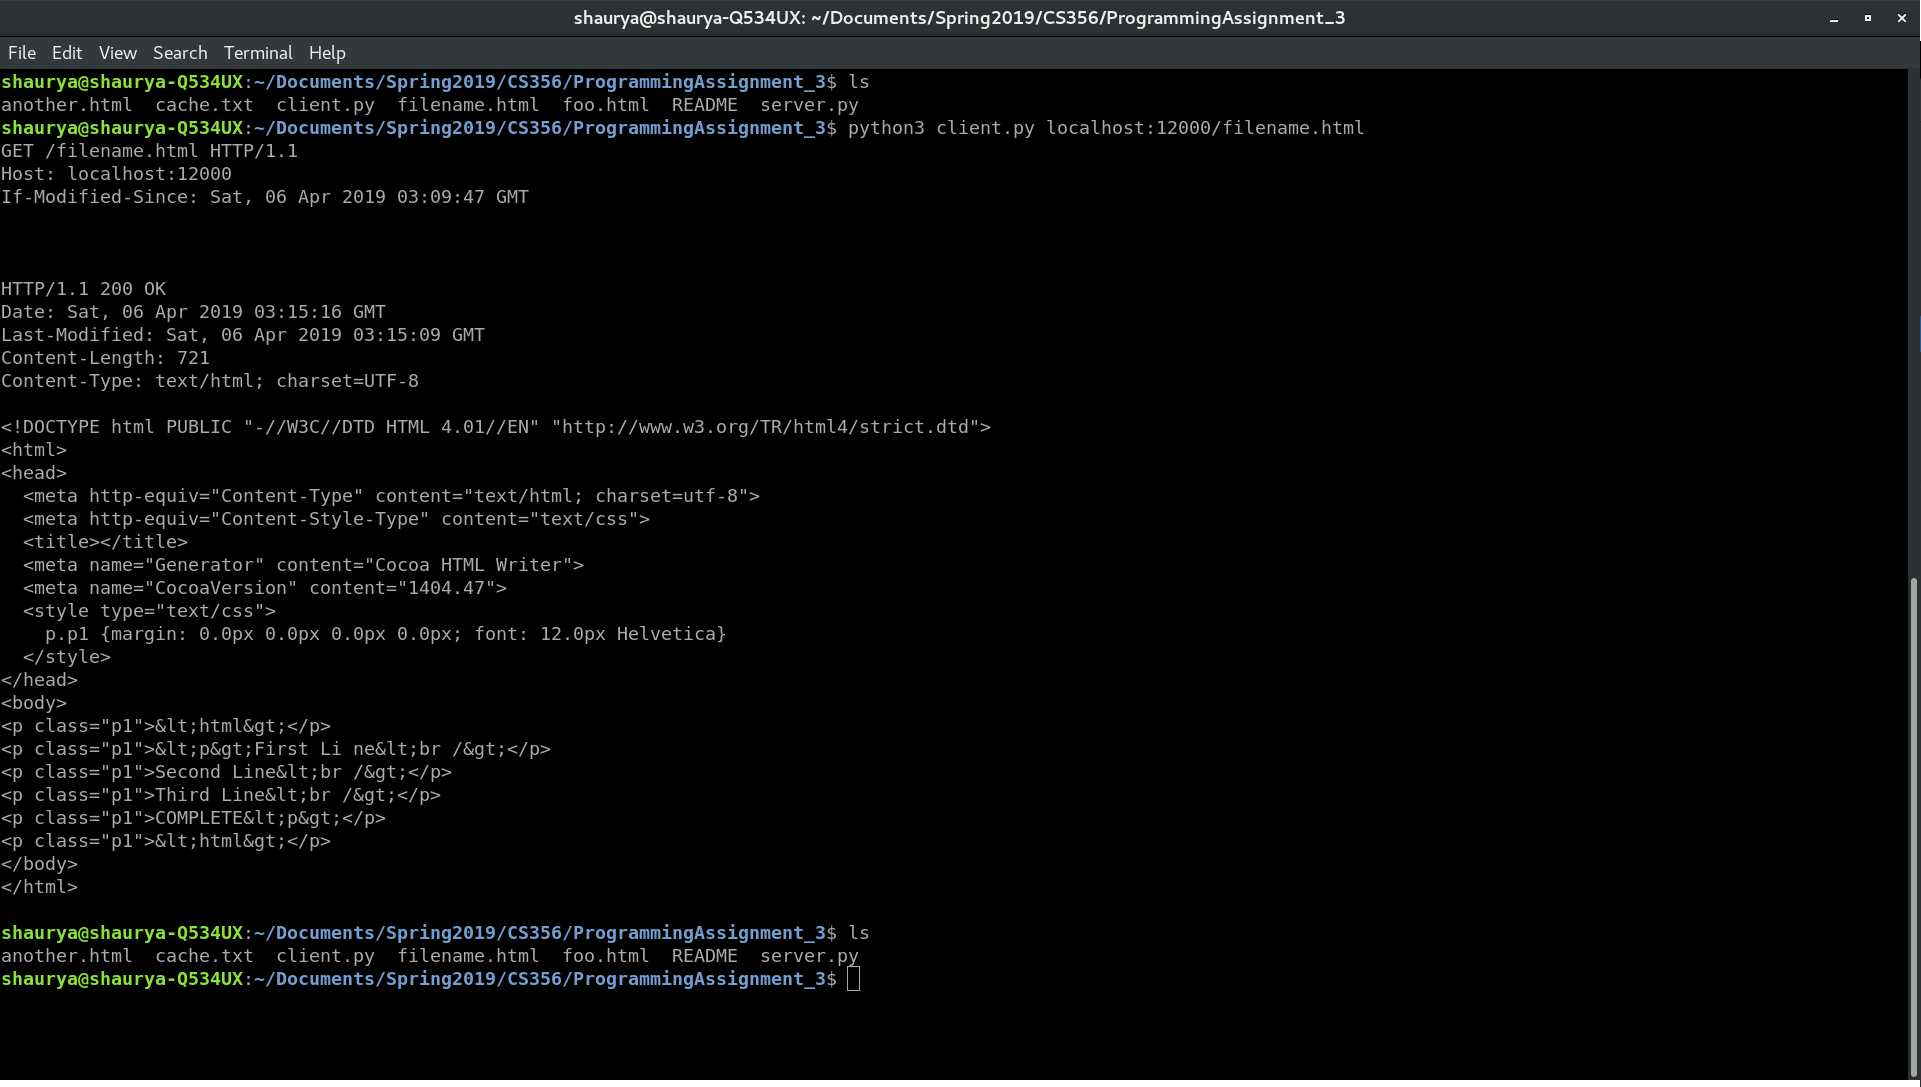 shaurya@shaurya-Q534UX: ~/Documents/Spring2019/CS356/ProgrammingAssignment_3
File Edit View Search Terminal Help
shaurya@shaurya-Q534UX:~/Documents/Spring2019/CS356/ProgrammingAssignment_3$ ls
another.html  cache.txt  client.py  filename.html  foo.html  README  server.py
shaurya@shaurya-Q534UX:~/Documents/Spring2019/CS356/ProgrammingAssignment_3$ python3 client.py localhost:12000/filename.html
GET /filename.html HTTP/1.1
Host: localhost:12000
If-Modified-Since: Sat, 06 Apr 2019 03:09:47 GMT
HTTP/1.1 200 OK
Date: Sat, 06 Apr 2019 03:15:16 GMT
Last-Modified: Sat, 06 Apr 2019 03:15:09 GMT
Content-Length: 721
Content-Type: text/html; charset=UTF-8
<!DOCTYPE html PUBLIC "-//W3C//DTD HTML 4.01//EN" "http://www.w3.org/TR/html4/strict.dtd">
<html>
<head>
  <meta http-equiv="Content-Type" content="text/html; charset=utf-8">
  <meta http-equiv="Content-Style-Type" content="text/css">
  <title></title>
  <meta name="Generator" content="Cocoa HTML Writer">
  <meta name="CocoaVersion" content="1404.47">
  <style type="text/css">
    p.p1 {margin: 0.0px 0.0px 0.0px 0.0px; font: 12.0px Helvetica}
  </style>
</head>
<body>
<p class="p1">&lt;html&gt;</p>
<p class="p1">&lt;p&gt;First Li ne&lt;br /&gt;</p>
<p class="p1">Second Line&lt;br /&gt;</p>
<p class="p1">Third Line&lt;br /&gt;</p>
<p class="p1">COMPLETE&lt;p&gt;</p>
<p class="p1">&lt;html&gt;</p>
</body>
</html>
shaurya@shaurya-Q534UX:~/Documents/Spring2019/CS356/ProgrammingAssignment_3$ ls
another.html  cache.txt  client.py  filename.html  foo.html  README  server.py
shaurya@shaurya-Q534UX:~/Documents/Spring2019/CS356/ProgrammingAssignment_3$